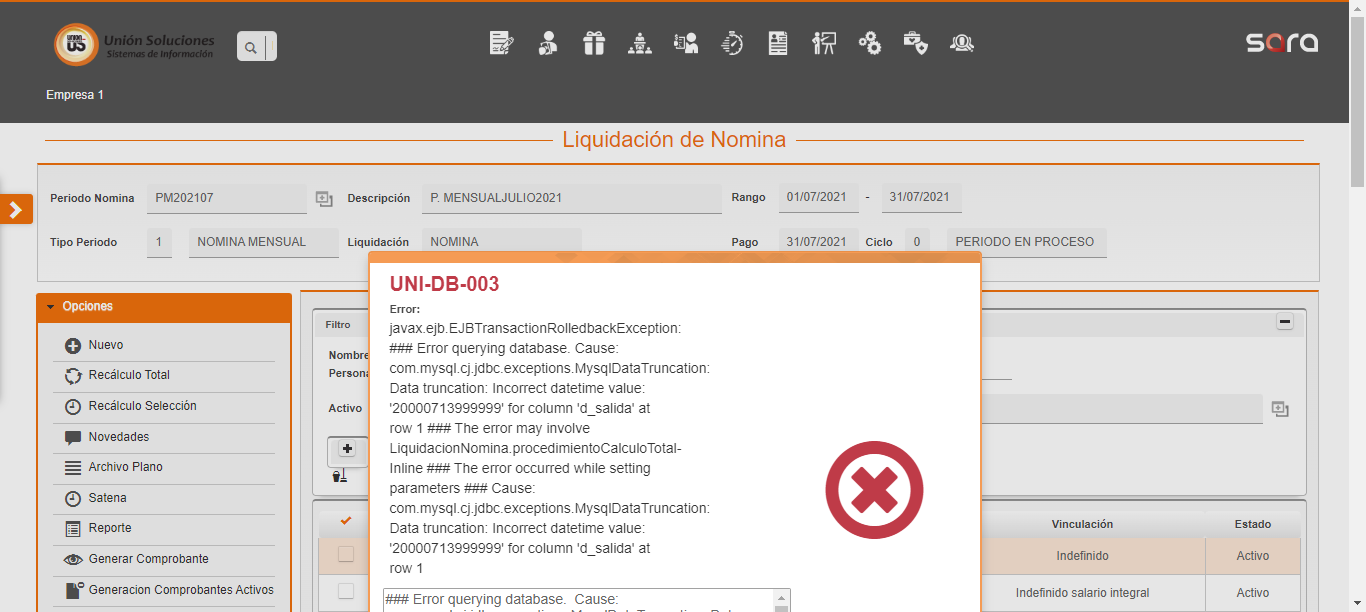 UNION
US
Unión Soluciones
Sistemas de Información
sara
Empresa 1
Liquidación de Nomina
Periodo Nomina PM202107 Descripción P. MENSUALJULIO2021 Rango 01/07/2021 - 31/07/2021
Tipo Periodo 1 NOMINA MENSUAL Liquidación NOMINA Pago 31/07/2021 Ciclo 0 PERIODO EN PROCESO
Opciones
Nuevo
Recálculo Total
Recálculo Selección
Novedades
Archivo Plano
Satena
Reporte
Generar Comprobante
Generacion Comprobantes Activos
Filtro
Nombre
Persona
Activo
UNI-DB-003
Error:
javax.ejb.EJBTransactionRolledbackException:
### Error querying database. Cause:
com.mysql.cj.jdbc.exceptions.MysqlDataTruncation:
Data truncation: Incorrect datetime value:
'20000713999999' for column 'd_salida' at
row 1 ### The error may involve
LiquidacionNomina.procedimientoCalculoTotal-
Inline ### The error occurred while setting
parameters ### Cause:
com.mysql.cj.jdbc.exceptions.MysqlDataTruncation:
Data truncation: Incorrect datetime value:
'20000713999999' for column 'd_salida' at
row 1
### Error querying database. Cause:
Vinculación Estado
Indefinido Activo
Indefinido salario integral Activo